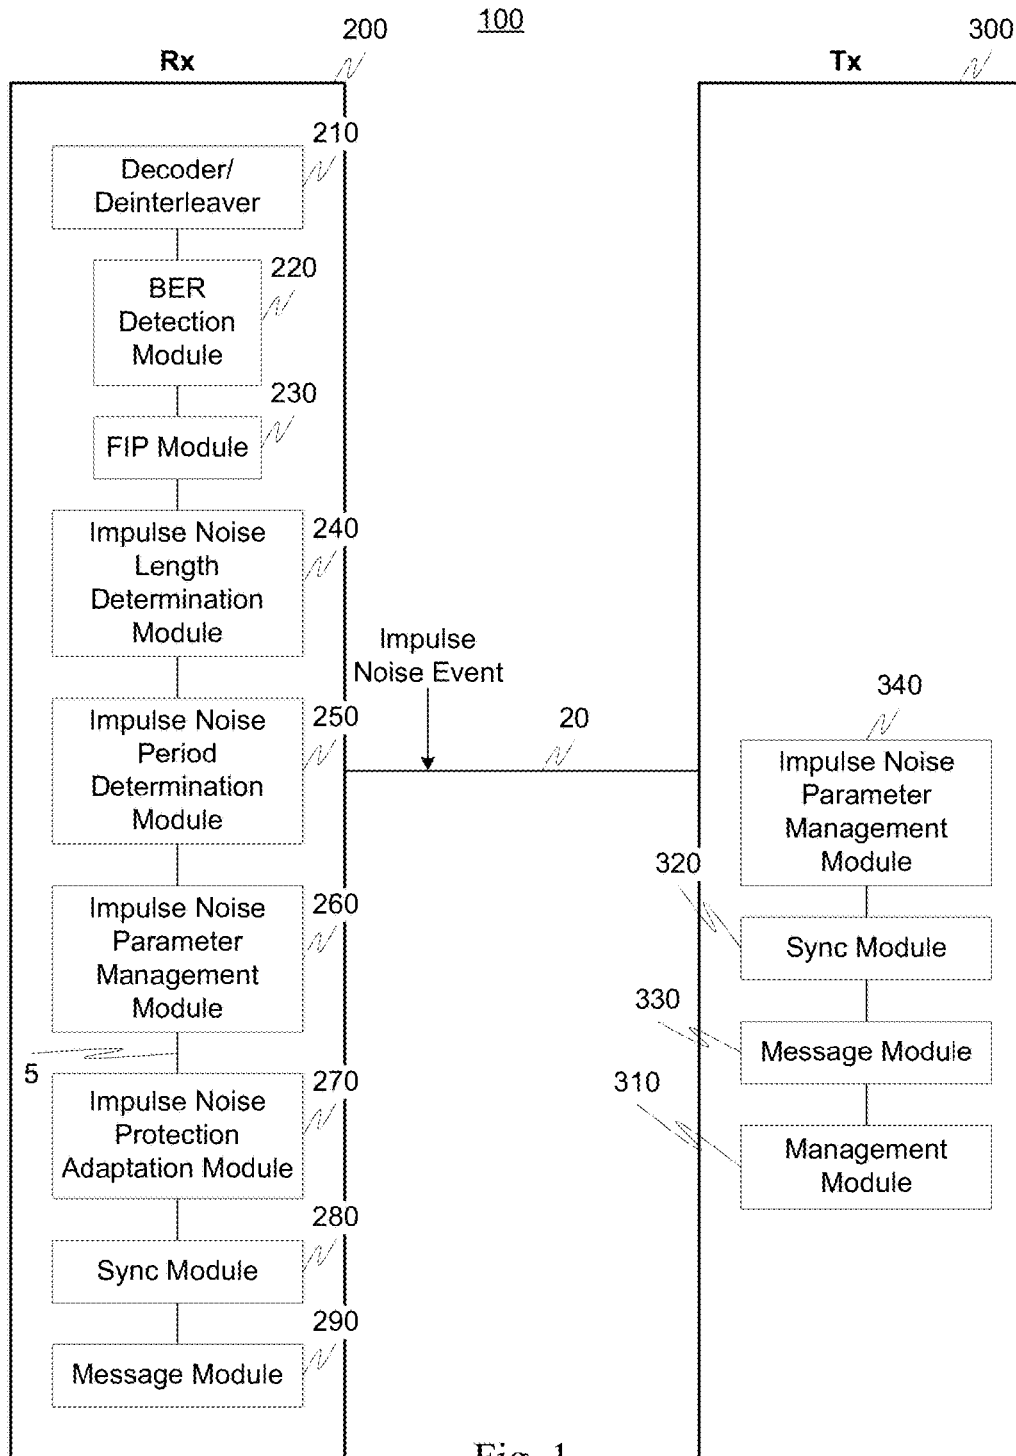 100
200
300
Rx
Tx
210
Decoder/
Deinterleaver
220
BER
Detection
Module
230
FIP Module
240
Impulse Noise
Length
Determination
Module
Impulse
Noise Event
250
Impulse Noise
Period
Determination
Module
20
340
Impulse Noise
Parameter
Management
Module
260
Impulse Noise
Parameter
Management
Module
320
Sync Module
330
Message Module
5
270
Impulse Noise
Protection
Adaptation Module
310
Management
Module
280
Sync Module
290
Message Module
Fig. 1